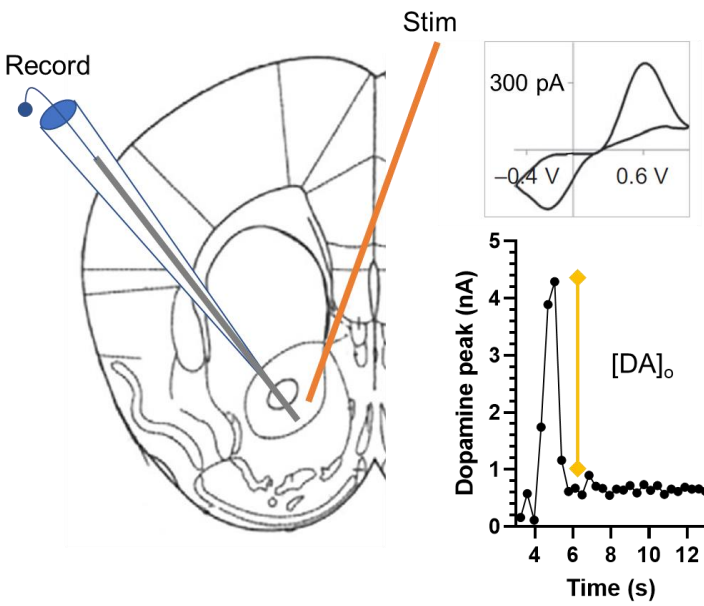 Stim
Record
300 pA
–0.4 V
0.6 V
Dopamine peak (nA)
5
4
3
2
1
0
[DA]o
4
6
8
10
12
Time (s)